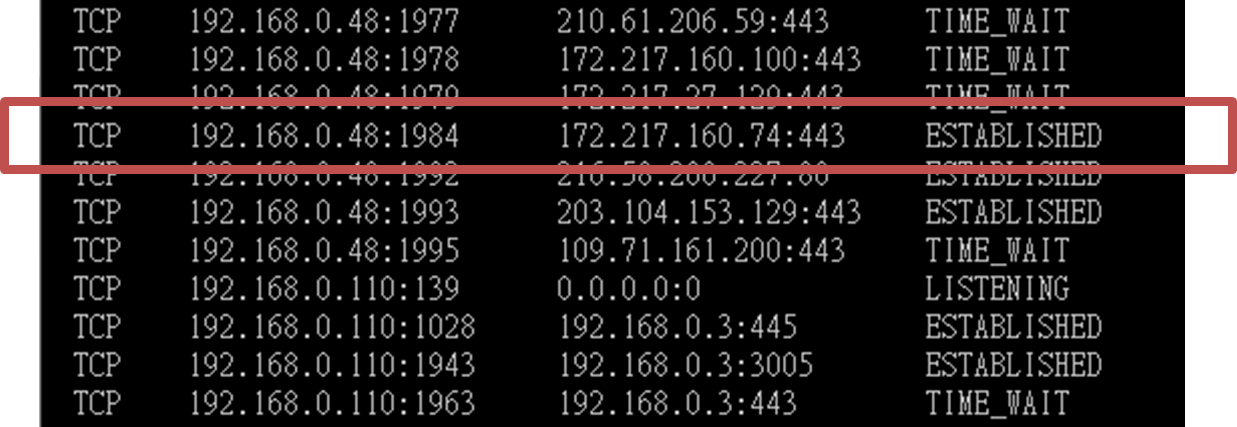 TCP 192.168.0.48:1977 210.61.206.59:443 TIME_WAIT
TCP 192.168.0.48:1978 172.217.160.100:443 TIME_WAIT
TCP 192.168.0.48:1979 172.217.27.129:443 TIME_WAIT
TCP 192.168.0.48:1984 172.217.160.74:443 ESTABLISHED
TCP 192.168.0.48:1992 216.58.200.227:80 ESTABLISHED
TCP 192.168.0.48:1993 203.104.153.129:443 ESTABLISHED
TCP 192.168.0.48:1995 109.71.161.200:443 TIME_WAIT
TCP 192.168.0.110:139 0.0.0.0:0 LISTENING
TCP 192.168.0.110:1028 192.168.0.3:445 ESTABLISHED
TCP 192.168.0.110:1943 192.168.0.3:3005 ESTABLISHED
TCP 192.168.0.110:1963 192.168.0.3:443 TIME_WAIT